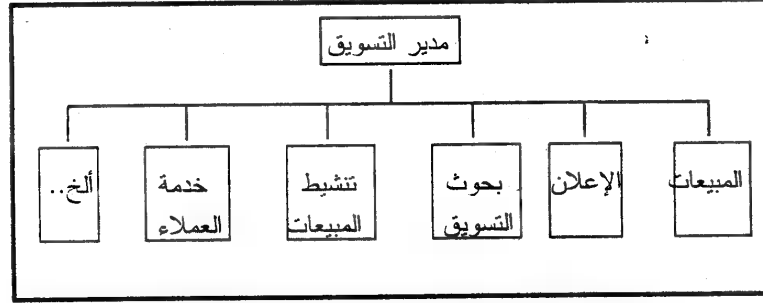 مدير التسويق
المبيعات
الإعلان
بحوث
التسويق
تنشيط
المبيعات
خدمة
العملاء
ألخ..